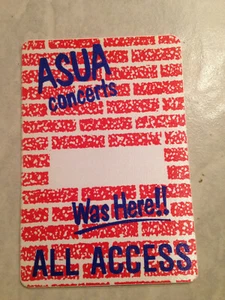 ASUA
concerts
Was Here!!
ALL ACCESS